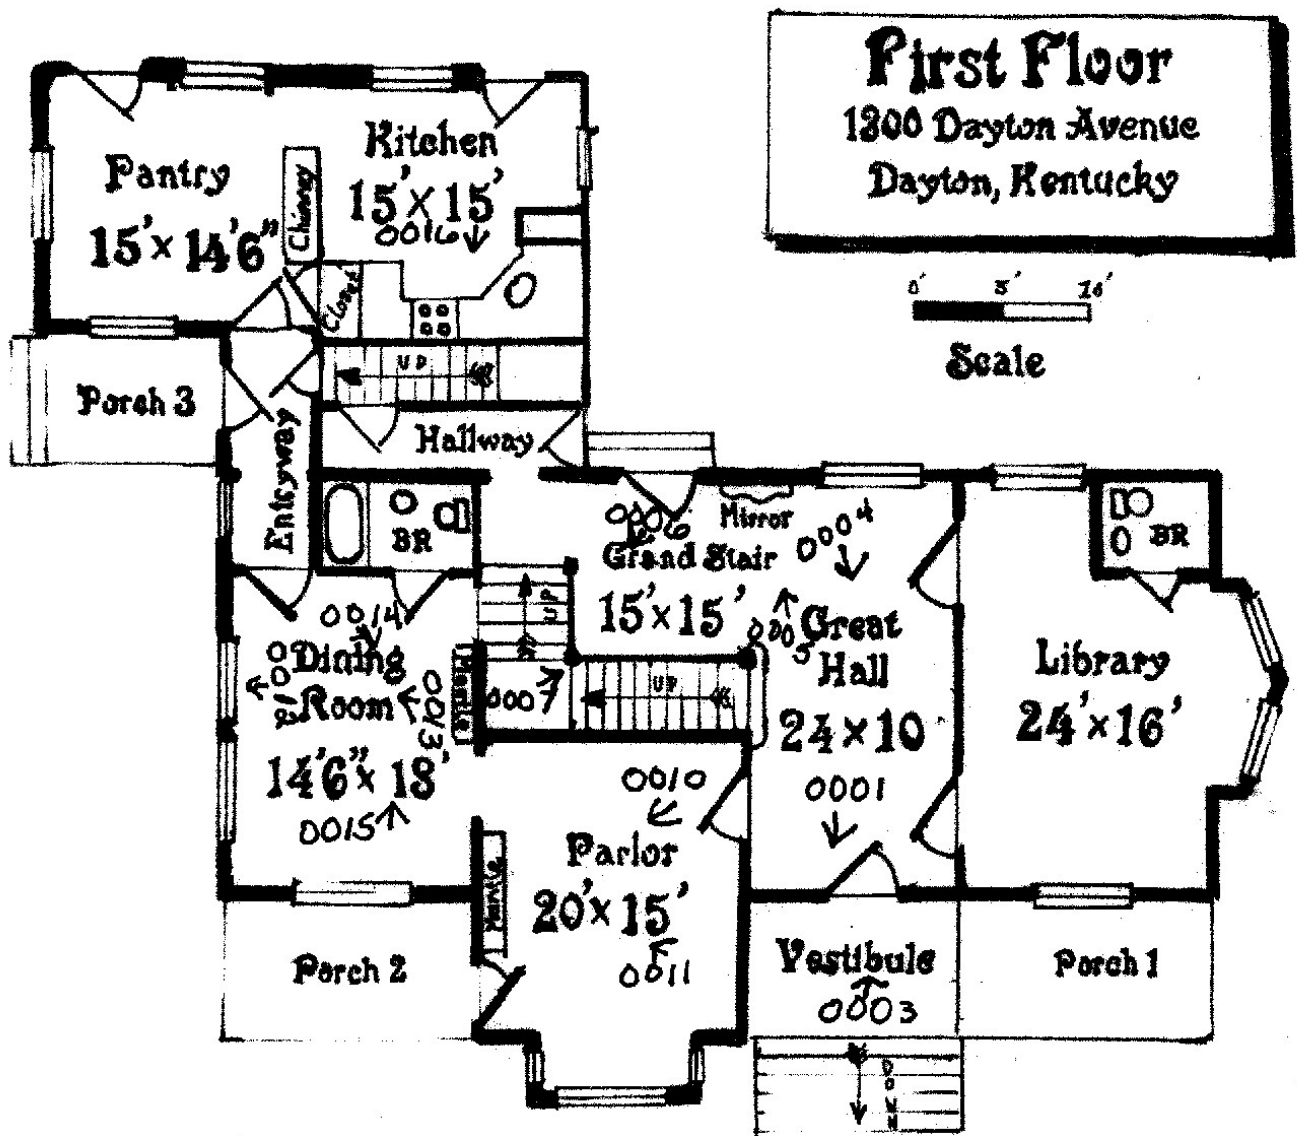 First Floor
1800 Dayton Avenue
Dayton, Kentucky
0' 5' 10'
Scale
Kitchen
15' x 15'
0016
Pantry
15' x 14'6"
Chimney
Closet
UP
Porch 3
Hallway
Entryway
BR
Mirror
0006
Grand Stair
15' x 15'
0004
0005
Great
Hall
24 x 10
0001
BR
Library
24' x 16'
UP
UP
0007
0014
Dining
Room
14'6" x 18'
0012
0013
0015
Mantle
0010
Parlor
20' x 15'
0011
Mantle
Porch 2
Vestibule
0003
Porch 1
DOWN